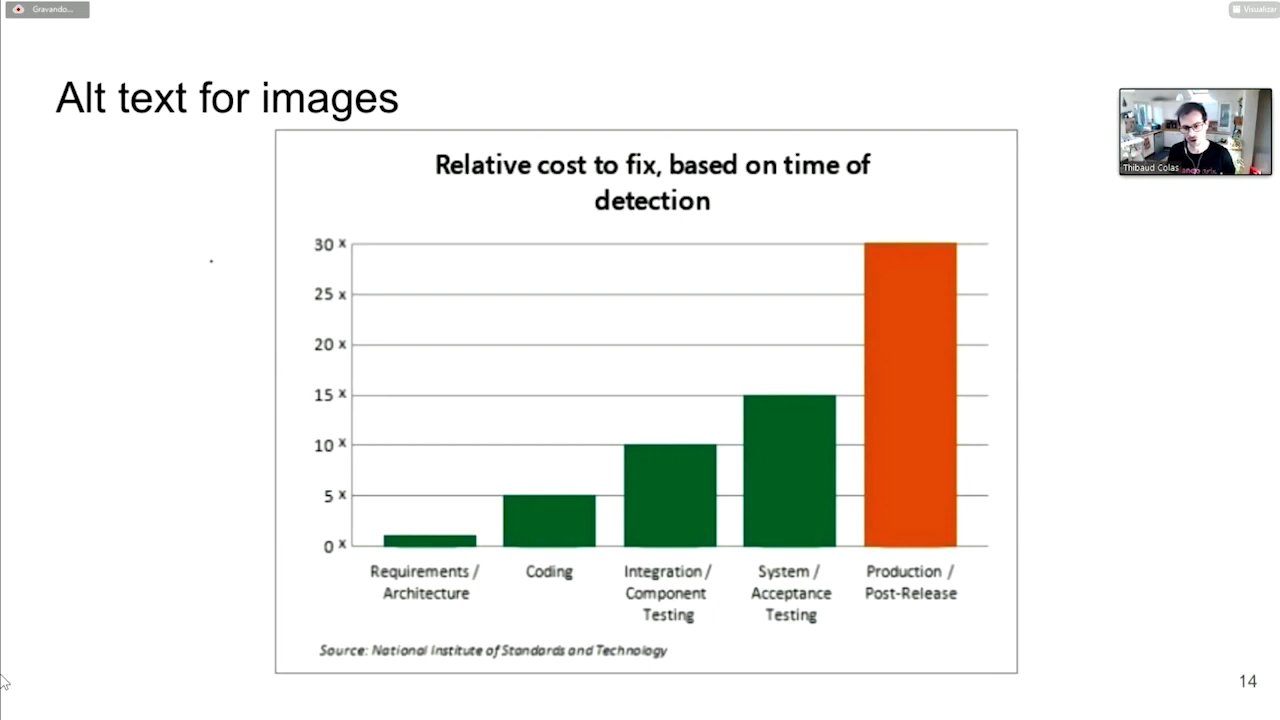 Gravando...
Visualizar
Alt text for images
Thibaud Colas
Relative cost to fix, based on time of
detection
30 x
25 x
20 x
15 x
10 x
5 x
0 x
Requirements /
Architecture
Coding
Integration /
Component
Testing
System /
Acceptance
Testing
Production /
Post-Release
Source: National Institute of Standards and Technology
14